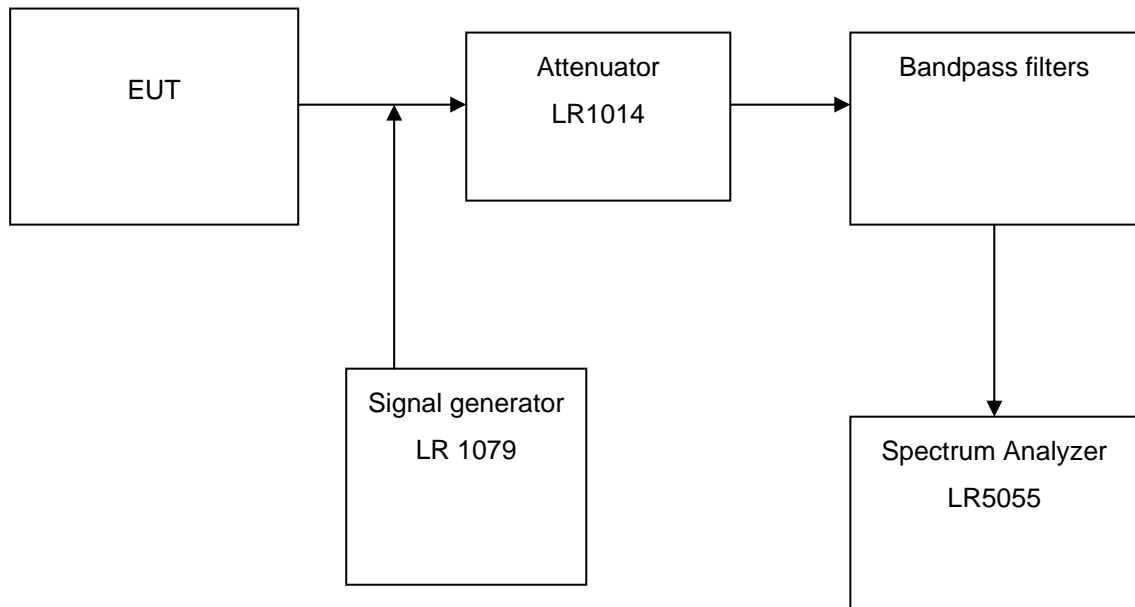 EUT
Attenuator
LR1014
Bandpass filters
Signal generator
LR 1079
Spectrum Analyzer
LR5055